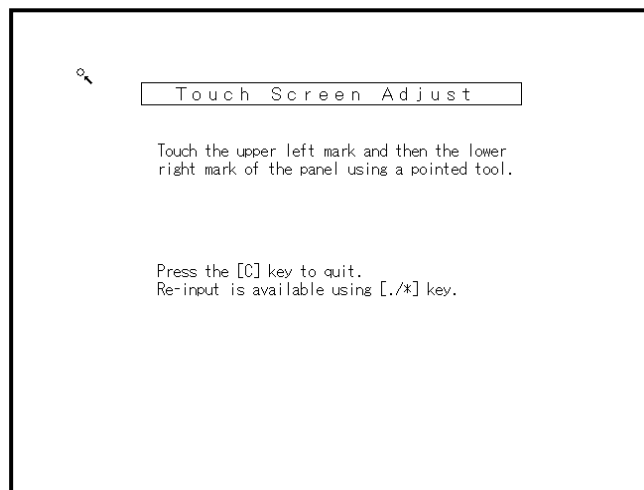 Touch Screen Adjust
Touch the upper left mark and then the lower
right mark of the panel using a pointed tool.
Press the [C] key to quit.
Re-input is available using [./*] key.